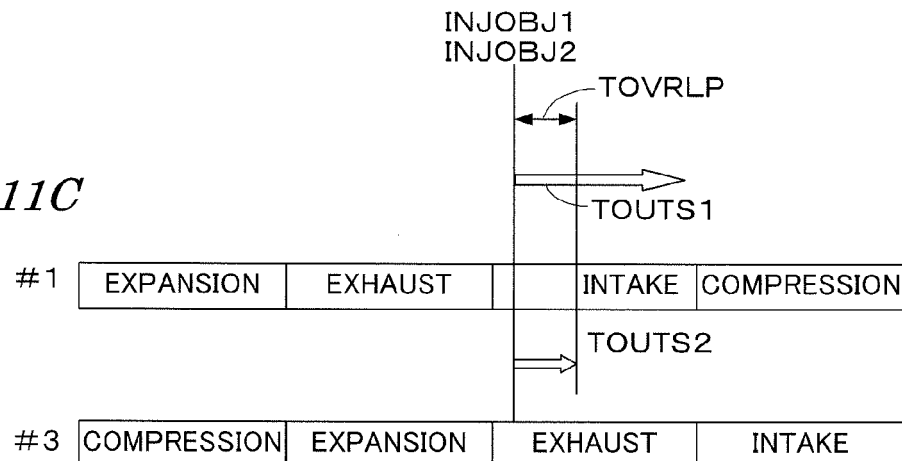 INJOBJ1
INJOBJ2
TOVRLP
11C
TOUTS1
#1 EXPANSION EXHAUST INTAKE COMPRESSION
TOUTS2
#3 COMPRESSION EXPANSION EXHAUST INTAKE